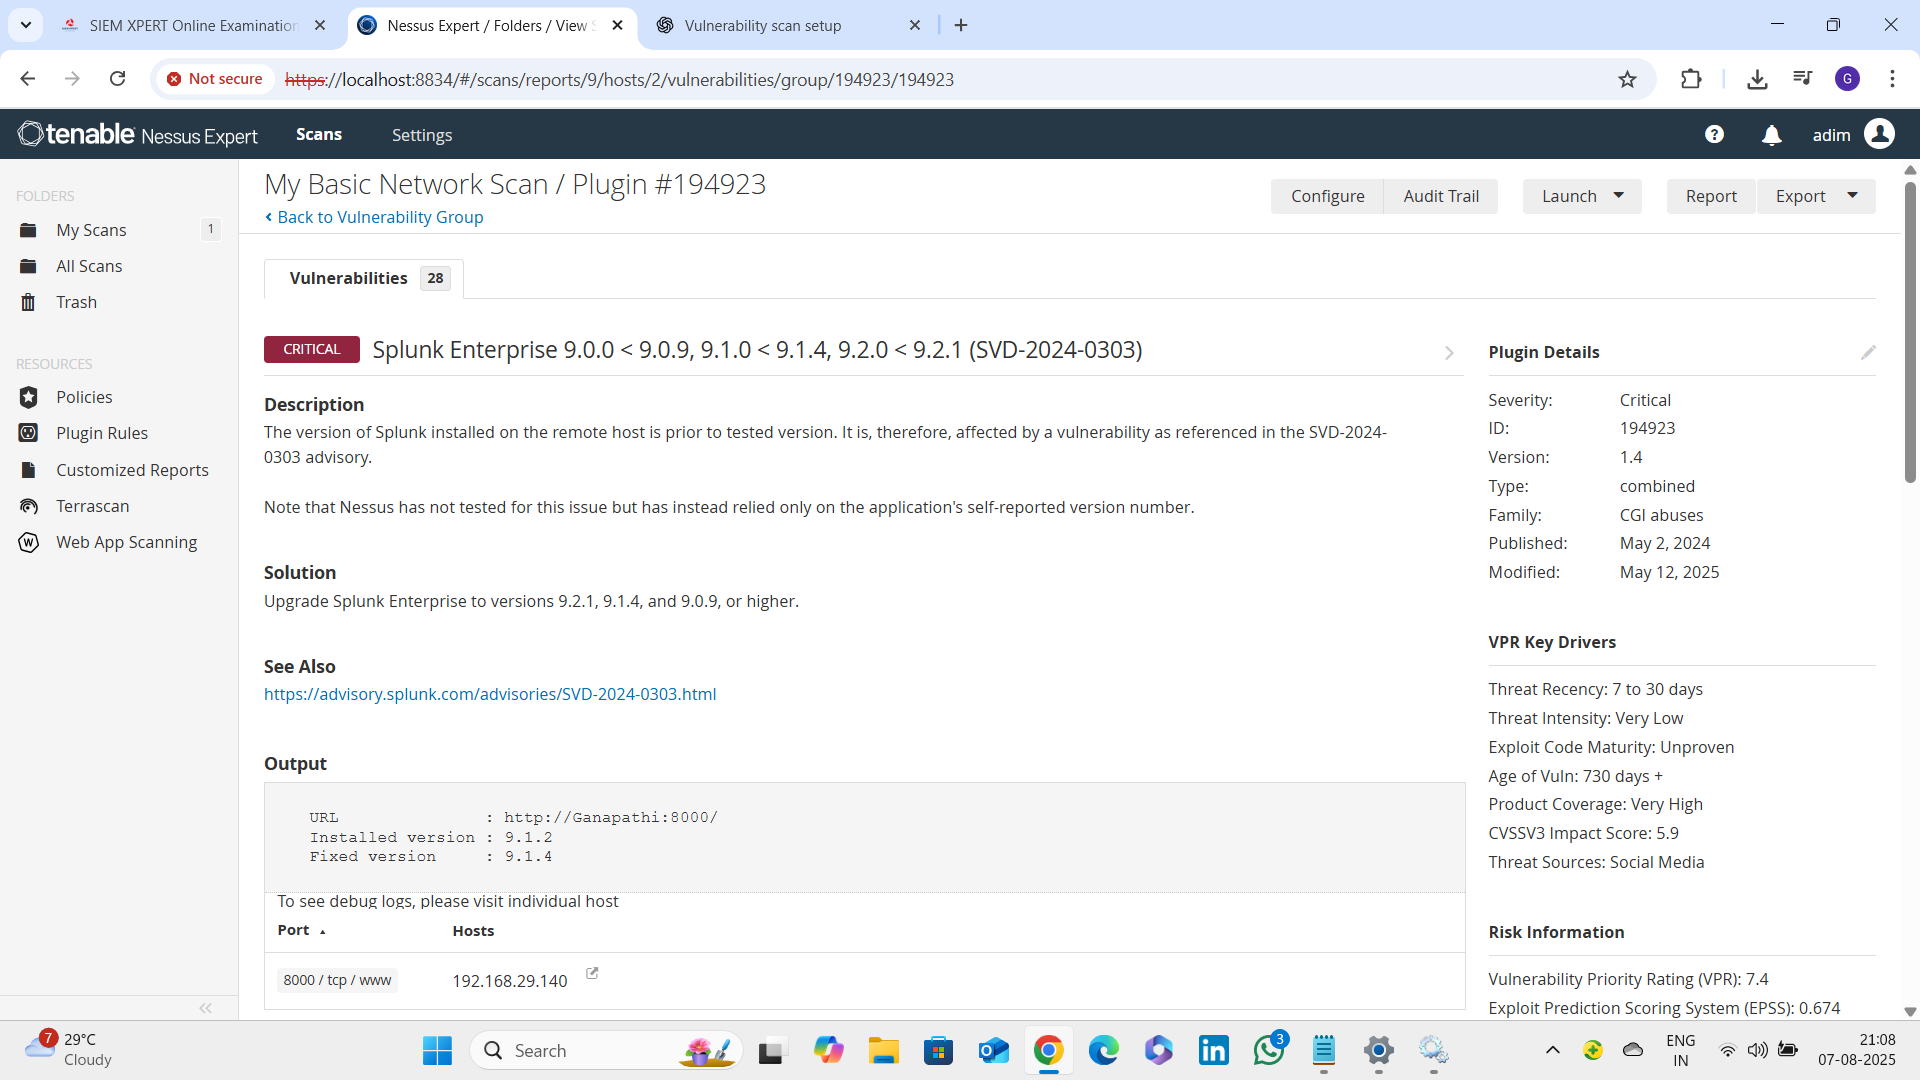 SIEM XPERT Online Examination
Nessus Expert / Folders / View S
Vulnerability scan setup
Not secure
https://localhost:8834/#/scans/reports/9/hosts/2/vulnerabilities/group/194923/194923
G
tenable Nessus Expert
Scans
Settings
adim
FOLDERS
My Scans
1
All Scans
Trash
RESOURCES
Policies
Plugin Rules
Customized Reports
Terrascan
Web App Scanning
My Basic Network Scan / Plugin #194923
Back to Vulnerability Group
Configure
Audit Trail
Launch
Report
Export
Vulnerabilities 28
CRITICAL
Splunk Enterprise 9.0.0 < 9.0.9, 9.1.0 < 9.1.4, 9.2.0 < 9.2.1 (SVD-2024-0303)
Description
The version of Splunk installed on the remote host is prior to tested version. It is, therefore, affected by a vulnerability as referenced in the SVD-2024-
0303 advisory.
Note that Nessus has not tested for this issue but has instead relied only on the application's self-reported version number.
Solution
Upgrade Splunk Enterprise to versions 9.2.1, 9.1.4, and 9.0.9, or higher.
See Also
https://advisory.splunk.com/advisories/SVD-2024-0303.html
Output
URL : http://Ganapathi:8000/
Installed version : 9.1.2
Fixed version : 9.1.4
To see debug logs, please visit individual host
Port
Hosts
8000 / tcp / www
192.168.29.140
Plugin Details
Severity: Critical
ID: 194923
Version: 1.4
Type: combined
Family: CGI abuses
Published: May 2, 2024
Modified: May 12, 2025
VPR Key Drivers
Threat Recency: 7 to 30 days
Threat Intensity: Very Low
Exploit Code Maturity: Unproven
Age of Vuln: 730 days +
Product Coverage: Very High
CVSSV3 Impact Score: 5.9
Threat Sources: Social Media
Risk Information
Vulnerability Priority Rating (VPR): 7.4
Exploit Prediction Scoring System (EPSS): 0.674
7
29°C
Cloudy
Search
3
ENG
IN
21:08
07-08-2025